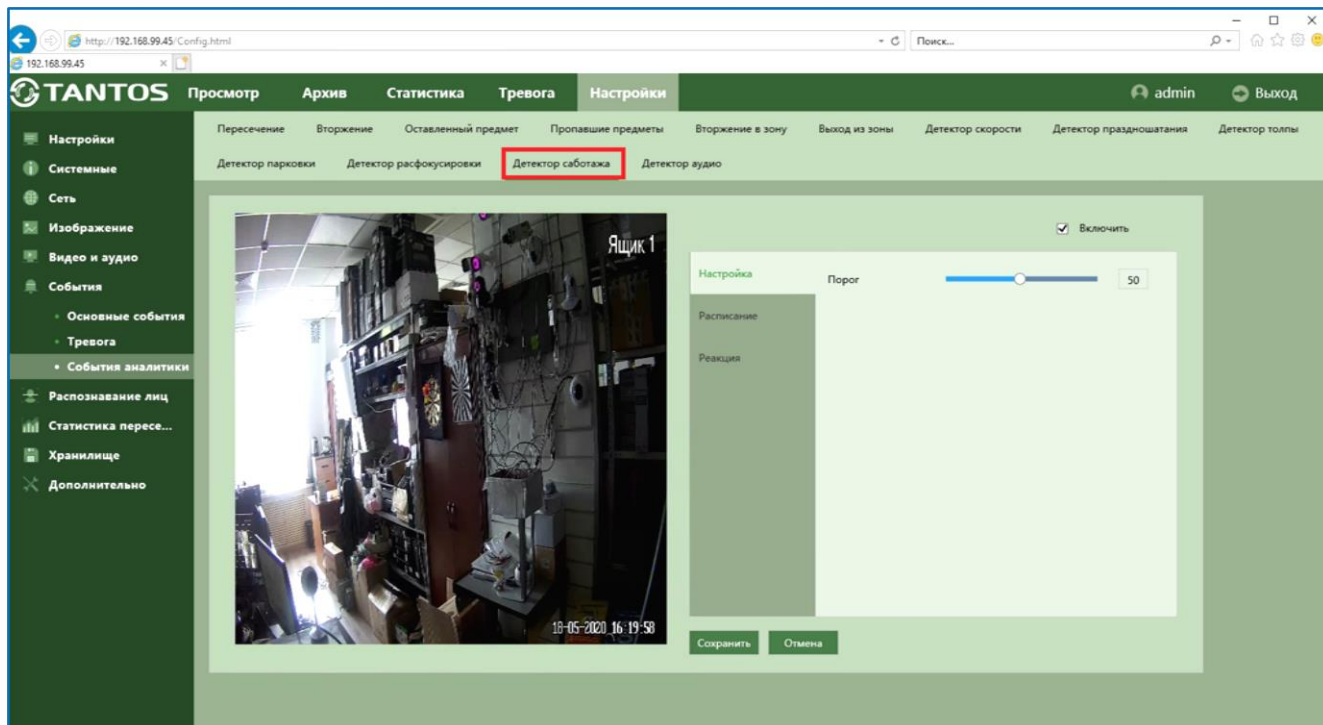 http://192.168.99.45/Config.html
Поиск...
192.168.99.45
TANTOS Просмотр Архив Статистика Тревога Настройки admin Выход
Пересечение Вторжение Оставленный предмет Пропавшие предметы Вторжение в зону Выход из зоны Детектор скорости Детектор праздношатания Детектор толпы
Детектор парковки Детектор расфокусировки Детектор саботажа Детектор аудио
Настройки
Системные
Сеть
Изображение
Видео и аудио
События
Основные события
Тревога
События аналитики
Распознавание лиц
Статистика пересе...
Хранилище
Дополнительно
Ящик 1
18-05-2020 16:19:58
Включить
Настройка
Порог 50
Расписание
Реакция
Сохранить Отмена